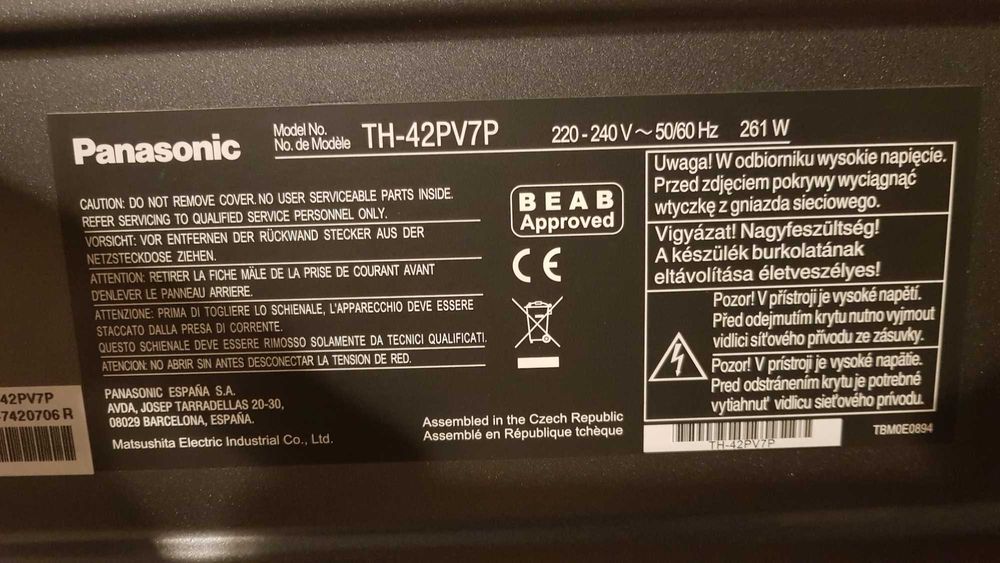 Panasonic
Model No.
No. de Modèle
TH-42PV7P
220 - 240 V ~ 50/60 Hz 261 W
CAUTION: DO NOT REMOVE COVER. NO USER SERVICEABLE PARTS INSIDE.
REFER SERVICING TO QUALIFIED SERVICE PERSONNEL ONLY.
VORSICHT: VOR ENTFERNEN DER RÜCKWAND STECKER AUS DER
NETZSTECKDOSE ZIEHEN.
ATTENTION: RETIRER LA FICHE MÂLE DE LA PRISE DE COURANT AVANT
D'ENLEVER LE PANNEAU ARRIERE.
ATTENZIONE: PRIMA DI TOGLIERE LO SCHIENALE, L'APPARECCHIO DEVE ESSERE
STACCATO DALLA PRESA DI CORRENTE.
QUESTO SCHIENALE DEVE ESSERE RIMOSSO SOLAMENTE DA TECNICI QUALIFICATI.
ATENCION: NO ABRIR SIN ANTES DESCONECTAR LA TENSION DE RED.
PANASONIC ESPAÑA S.A.
AVDA, JOSEP TARRADELLAS 20-30,
08029 BARCELONA, ESPAÑA.
Matsushita Electric Industrial Co., Ltd.
BEAB
Approved
CE
Assembled in the Czech Republic
Assemblé en République tchèque
Uwaga! W odbiorniku wysokie napięcie.
Przed zdjęciem pokrywy wyciągnąć
wtyczkę z gniazda sieciowego.
Vigyázat! Nagyfeszültség!
A készülék burkolatának
eltávolítása életveszélyes!
Pozor! V přístroji je vysoké napětí.
Před odejmutím krytu nutno vyjmout
vidlici síťového přívodu ze zásuvky.
Pozor! V prístroji je vysoké napätie.
Pred odstránením krytu je potrebné
vytiahnuť vidlicu sieťového prívodu.
TH-42PV7P
TBM0E0894
42PV7P
7420706 R